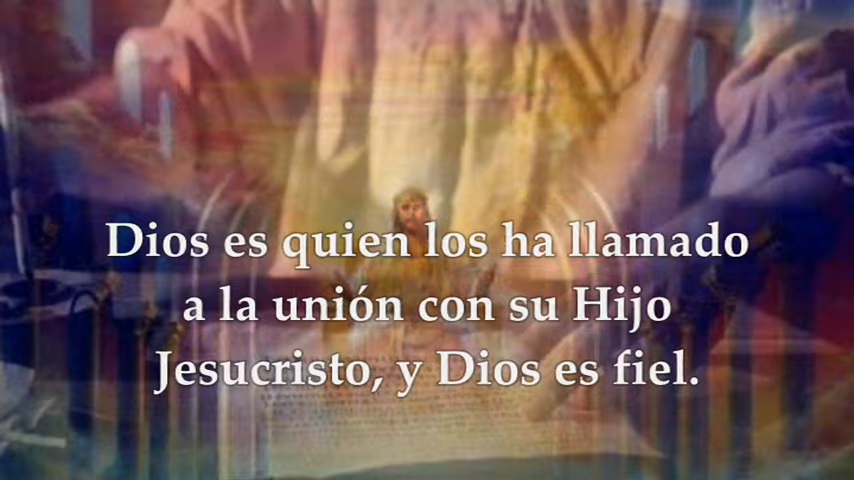 Dios es quien los ha llamado
a la unión con su Hijo
Jesucristo, y Dios es fiel.